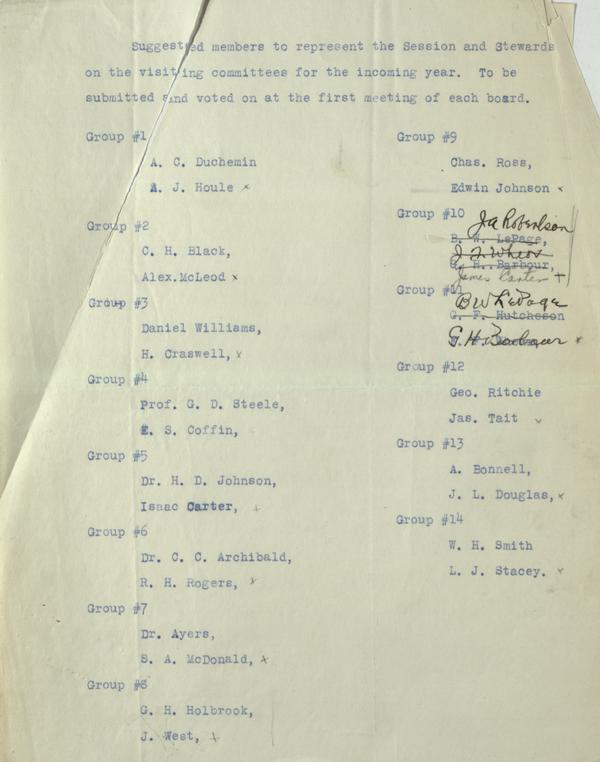 Suggested members to represent the Session and Stewards
on the visiting committees for the incoming year. To be
submitted and voted on at the first meeting of each board.
Group #1
A. C. Duchemin
A. J. Houle x
Group #2
C. H. Black,
Alex.McLeod x
Group #3
Daniel Williams,
H. Craswell, x
Group #4
Prof. G. D. Steele,
E. S. Coffin,
Group #5
Dr. H. D. Johnson,
Isaac Carter, +
Group #6
Dr. C. C. Archibald,
R. H. Rogers, x
Group #7
Dr. Ayers,
S. A. McDonald, x
Group #8
G. H. Holbrook,
J. West, +
Group #9
Chas. Ross,
Edwin Johnson x
Group #10
J A Robertson
B. W. LePage,
G. H. Barbour,
James Carter +
Group #11
B W LePage
G. F. Hutcheson
G H Barbour x
Group #12
Geo. Ritchie
Jas. Tait x
Group #13
A. Bonnell,
J. L. Douglas, x
Group #14
W. H. Smith
L. J. Stacey. x